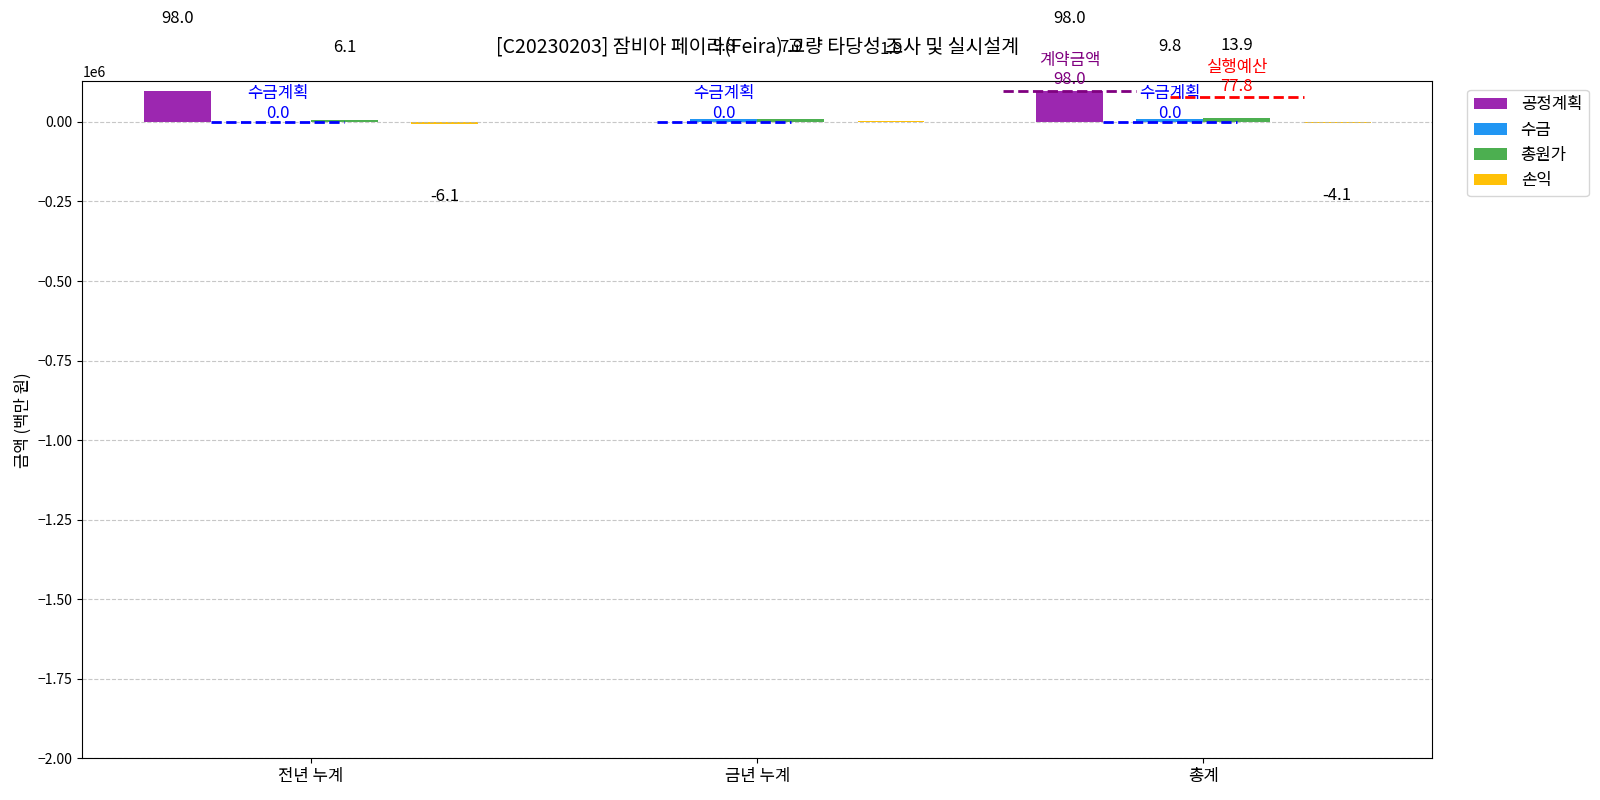 98.0
98.0
6.1
[C20230203] 잠비아 페이라(Feira) 교량 타당성 조사 및 실시설계
9.8
13.9
계약금액
98.0
실행예산
77.8
1e6
수금계획
0.0
수금계획
0.0
수금계획
0.0
공정계획
수금
총원가
손익
-6.1
-4.1
0.00
−0.25
−0.50
−0.75
−1.00
−1.25
−1.50
−1.75
−2.00
금액 (백만 원)
전년 누계
금년 누계
총계